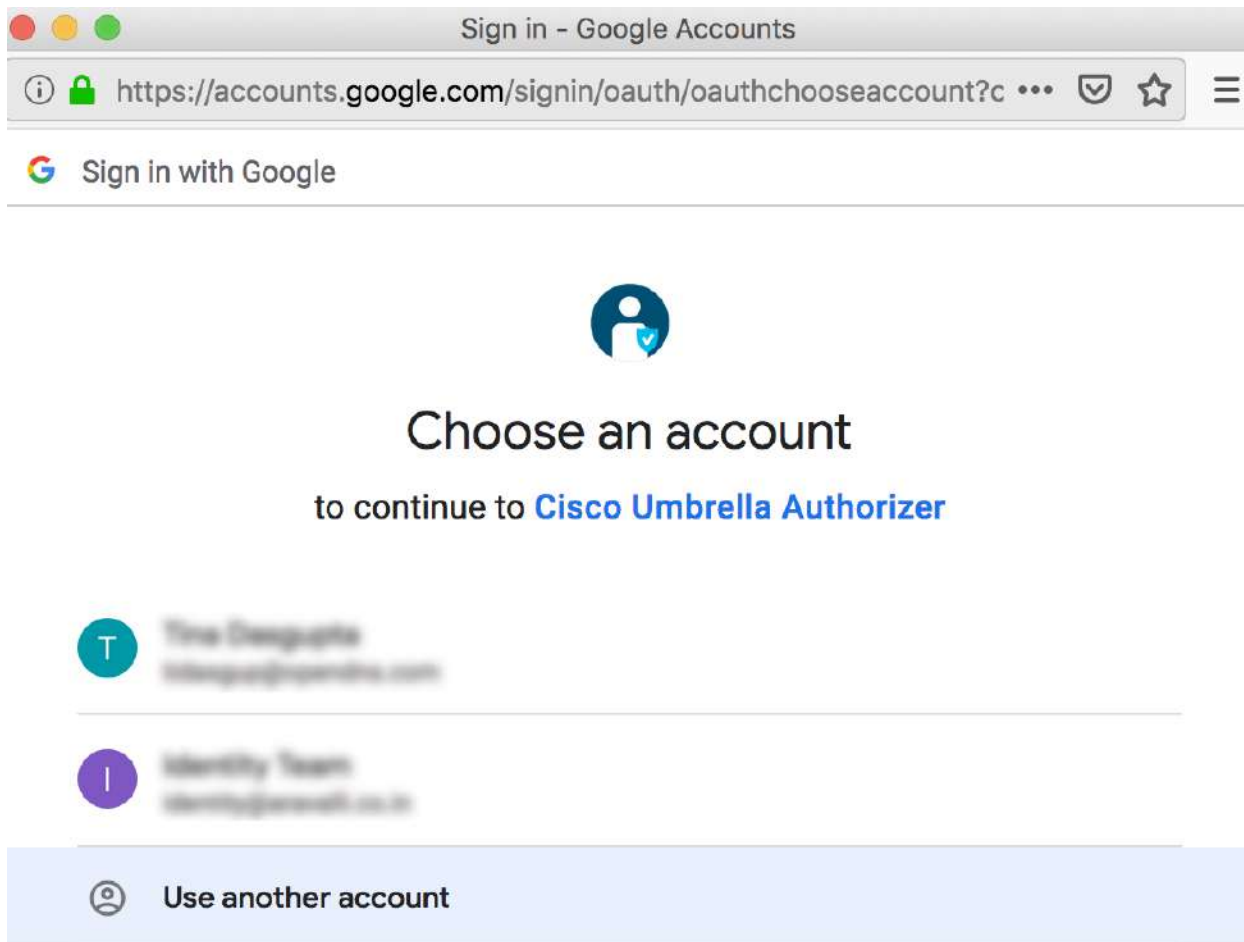 Sign in - Google Accounts
https://accounts.google.com/signin/oauth/oauthchooseaccount?c
Sign in with Google
Choose an account
to continue to Cisco Umbrella Authorizer
T
I
Use another account